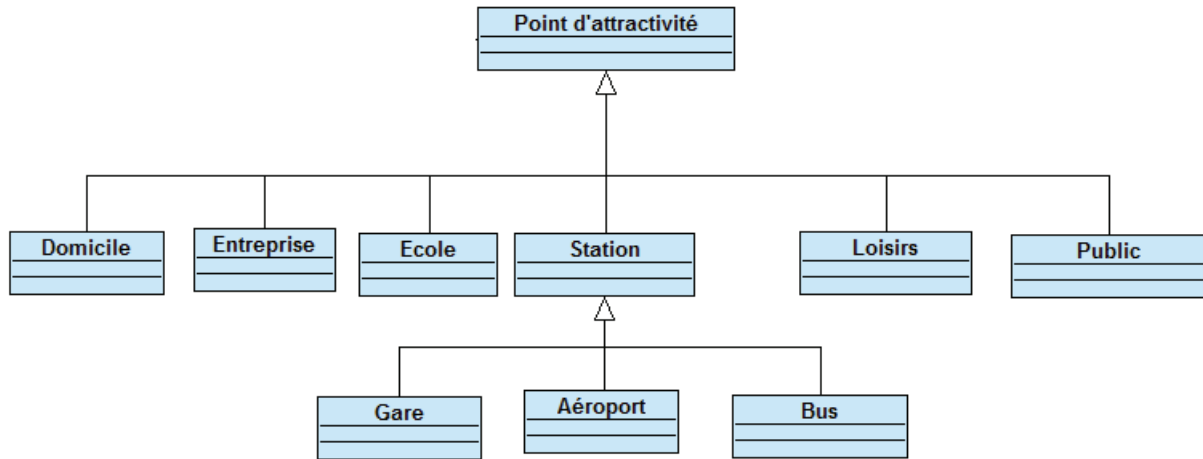 Point d'attractivité
Domicile
Entreprise
Ecole
Station
Loisirs
Public
Gare
Aéroport
Bus